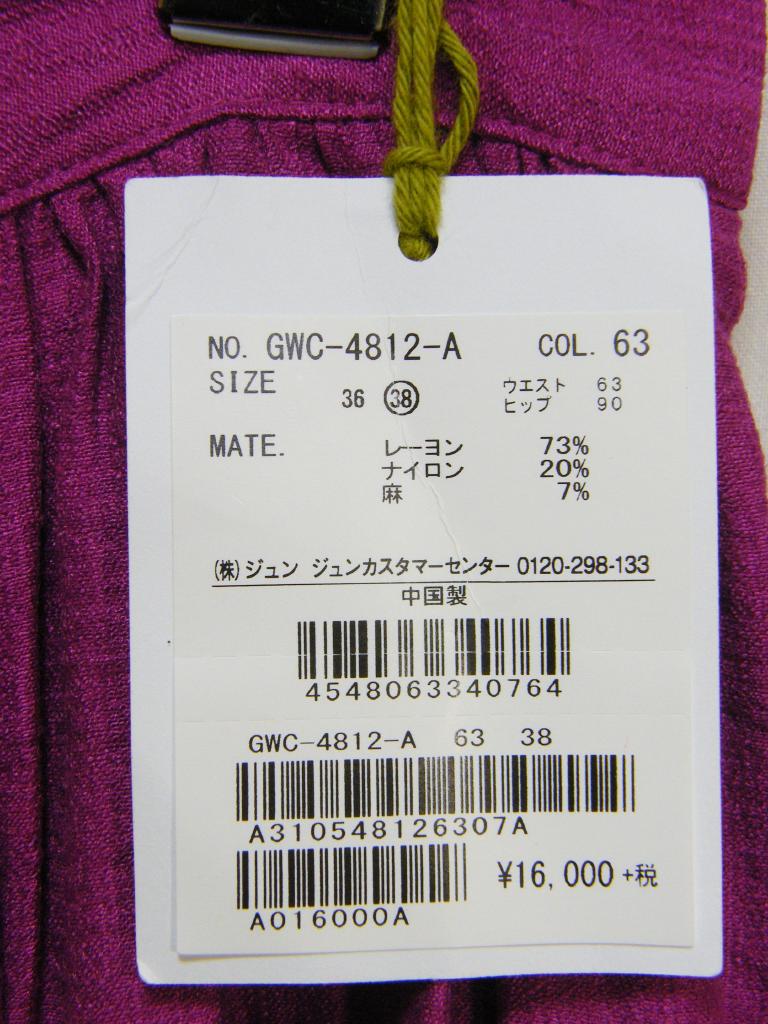 NO. GWC-4812-A COL. 63
SIZE 36 38 ウエスト 63
ヒップ 90
MATE. レーヨン 73%
ナイロン 20%
麻 7%
(株)ジュン ジュンカスタマーセンター 0120-298-133
中国製
4548063340764
GWC-4812-A 63 38
A310548126307A
¥16,000 +税
A016000A